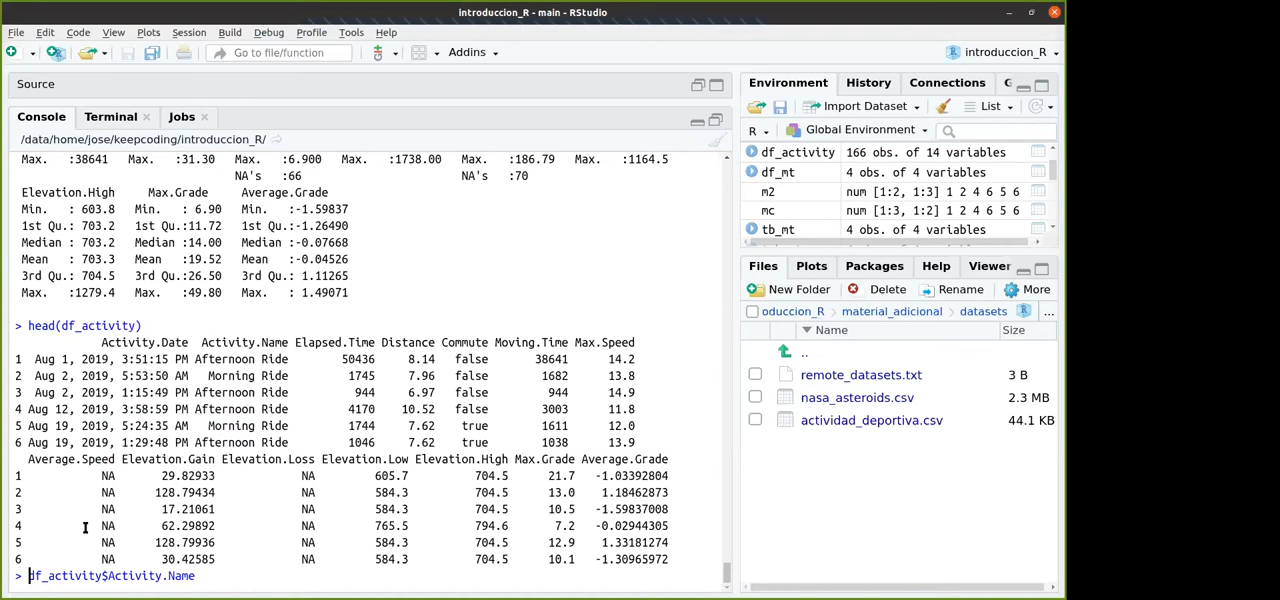 introduccion_R - main - RStudio
File Edit Code View Plots Session Build Debug Profile Tools Help
Go to file/function
Addins
introduccion_R
Source
Console Terminal Jobs
/data/home/jose/keepcoding/introduccion_R/
Max. :38641 Max. :31.30 Max. :6.900 Max. :1738.00 Max. :186.79 Max. :1164.5
NA's :66 NA's :70
Elevation.High Max.Grade Average.Grade
Min. : 603.8 Min. : 6.90 Min. :-1.59837
1st Qu.: 703.2 1st Qu.:11.72 1st Qu.:-1.26490
Median : 703.2 Median :14.00 Median :-0.07668
Mean : 703.3 Mean :19.52 Mean :-0.04526
3rd Qu.: 704.5 3rd Qu.:26.50 3rd Qu.: 1.11265
Max. :1279.4 Max. :49.80 Max. : 1.49071
> head(df_activity)
Activity.Date Activity.Name Elapsed.Time Distance Commute Moving.Time Max.Speed
1 Aug 1, 2019, 3:51:15 PM Afternoon Ride 50436 8.14 false 38641 14.2
2 Aug 2, 2019, 5:53:50 AM Morning Ride 1745 7.96 false 1682 13.8
3 Aug 2, 2019, 1:15:49 PM Afternoon Ride 944 6.97 false 944 14.9
4 Aug 12, 2019, 3:58:59 PM Afternoon Ride 4170 10.52 false 3003 11.8
5 Aug 19, 2019, 5:24:35 AM Morning Ride 1744 7.62 true 1611 12.0
6 Aug 19, 2019, 1:29:48 PM Afternoon Ride 1046 7.62 true 1038 13.9
Average.Speed Elevation.Gain Elevation.Loss Elevation.Low Elevation.High Max.Grade Average.Grade
1 NA 29.82933 NA 605.7 704.5 21.7 -1.03392804
2 NA 128.79434 NA 584.3 704.5 13.0 1.18462873
3 NA 17.21061 NA 584.3 704.5 10.5 -1.59837008
4 NA 62.29892 NA 765.5 794.6 7.2 -0.02944305
5 NA 128.79936 NA 584.3 704.5 12.9 1.33181274
6 NA 30.42585 NA 584.3 704.5 10.1 -1.30965972
> df_activity$Activity.Name
Environment History Connections
Import Dataset List
R Global Environment
df_activity 166 obs. of 14 variables
df_mt 4 obs. of 4 variables
m2 num [1:2, 1:3] 1 2 4 6 5 6
mc num [1:3, 1:2] 1 2 4 6 5 6
tb_mt 4 obs. of 4 variables
Files Plots Packages Help Viewer
New Folder Delete Rename More
oduccion_R material_adicional datasets ...
Name Size
..
remote_datasets.txt 3 B
nasa_asteroids.csv 2.3 MB
actividad_deportiva.csv 44.1 KB